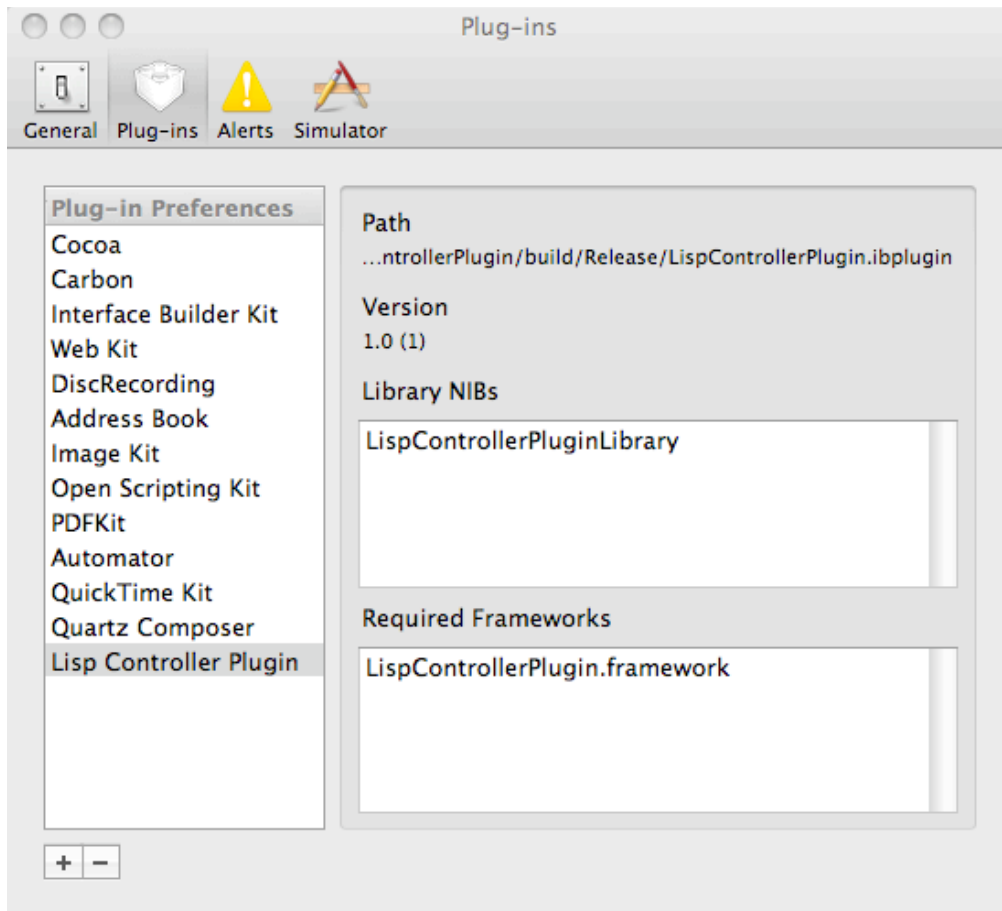 Plug-ins
General Plug-ins Alerts Simulator
Plug-in Preferences
Cocoa
Carbon
Interface Builder Kit
Web Kit
DiscRecording
Address Book
Image Kit
Open Scripting Kit
PDFKit
Automator
QuickTime Kit
Quartz Composer
Lisp Controller Plugin
Path
...ntrollerPlugin/build/Release/LispControllerPlugin.ibplugin
Version
1.0 (1)
Library NIBs
LispControllerPluginLibrary
Required Frameworks
LispControllerPlugin.framework
+ −